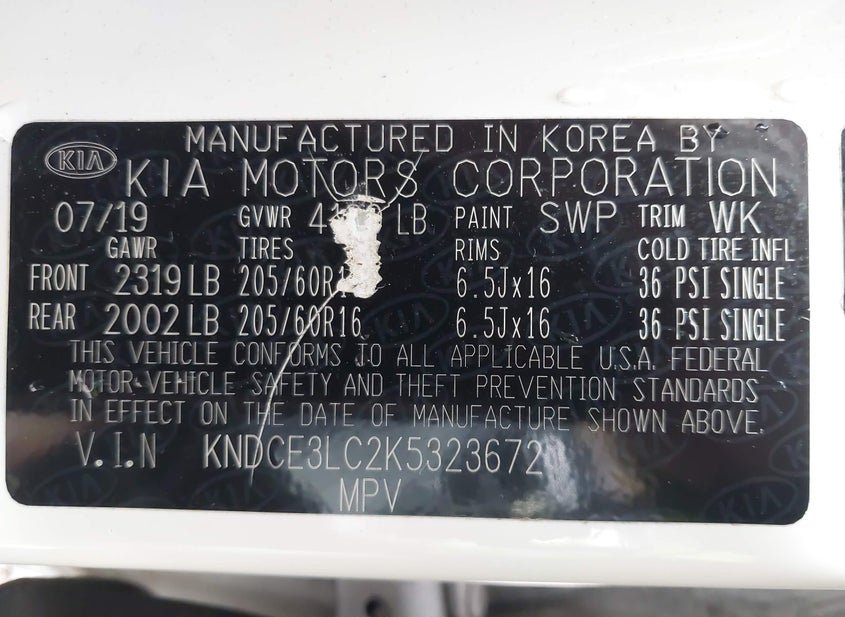 MANUFACTURED IN KOREA BY
KIA KIA MOTORS CORPORATION
07/19 GVWR LB PAINT SWP TRIM WK
GAWR TIRES RIMS COLD TIRE INFL
FRONT 2319 LB 6.5Jx16 36 PSI SINGLE
REAR 2002 LB 205/60R16 6.5Jx16 36 PSI SINGLE
THIS VEHICLE CONFORMS TO ALL APPLICABLE U.S.A. FEDERAL
MOTOR-VEHICLE SAFETY AND THEFT PREVENTION STANDARDS
IN EFFECT ON THE DATE OF MANUFACTURE SHOWN ABOVE.
V.I.N KNDCE3LC2K5323672
MPV